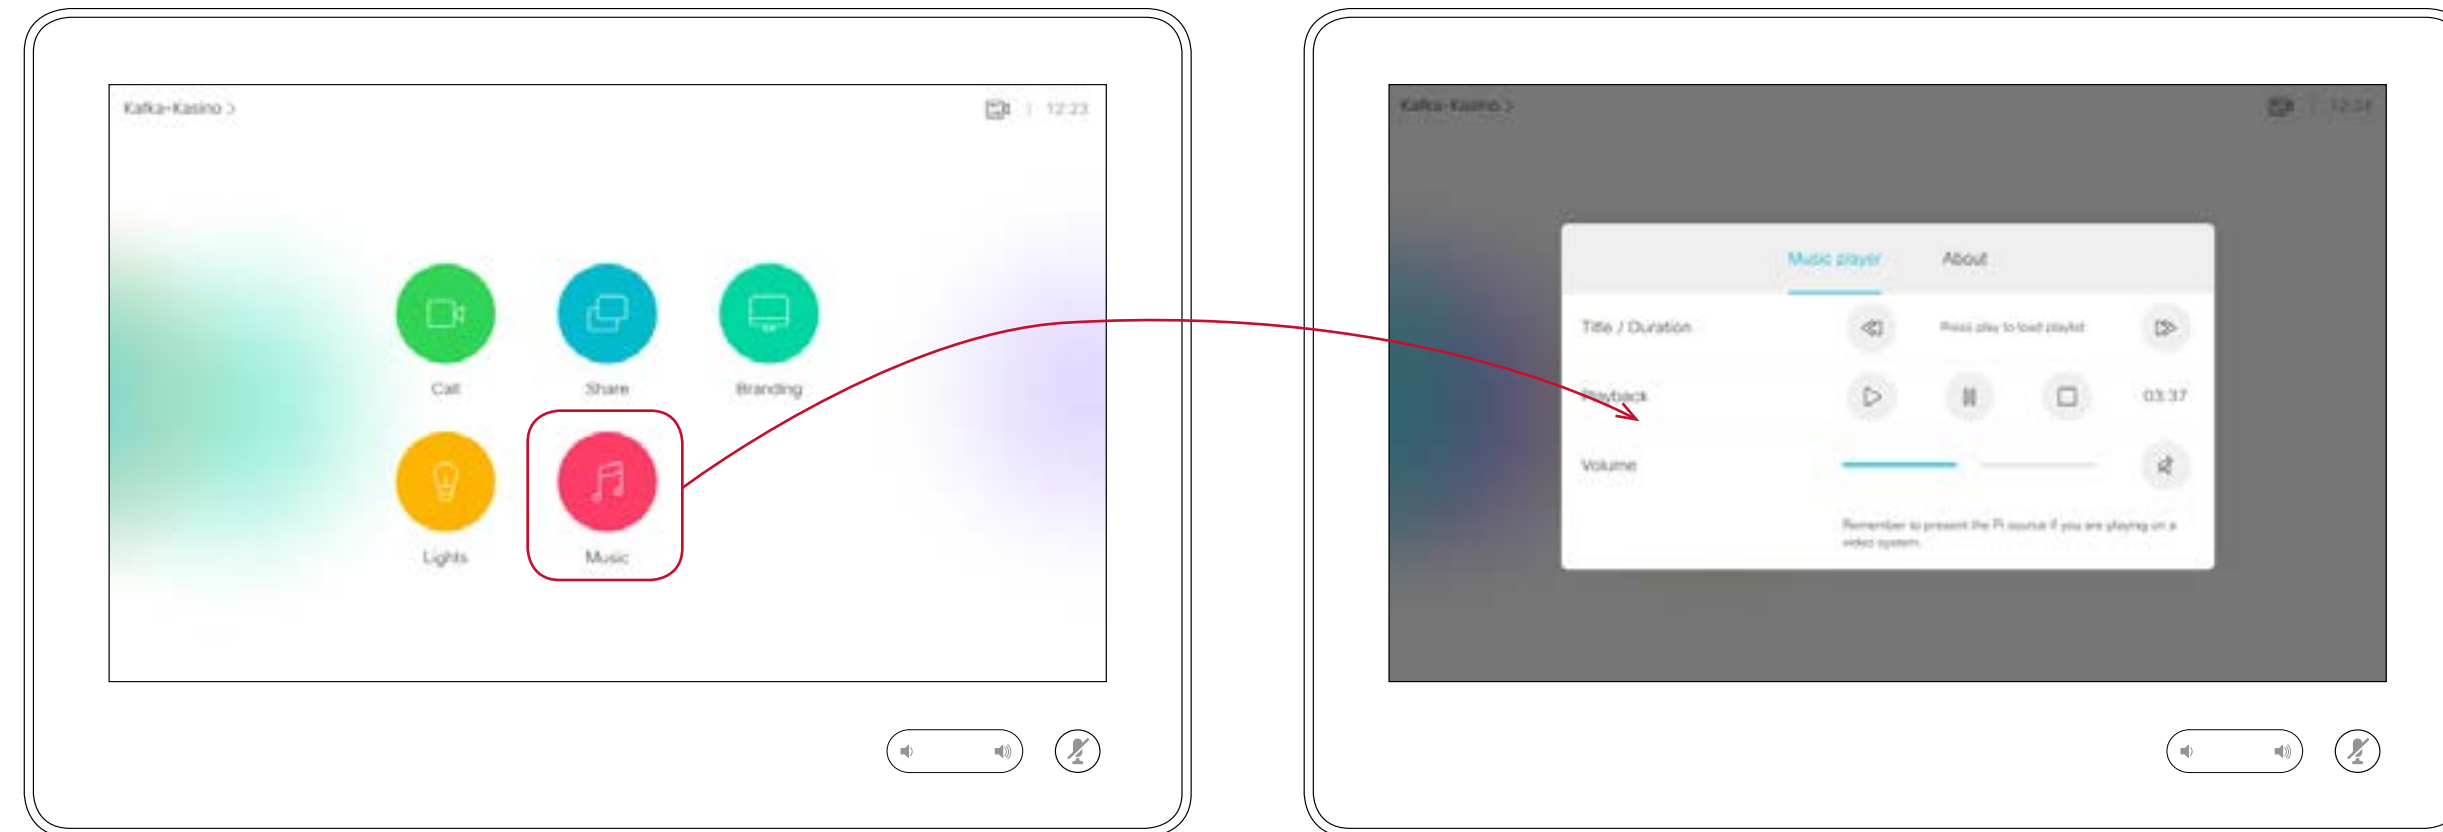 Kafka-Kasino >
12:23
Call
Share
Branding
Lights
Music
Kafka-Kasino >
12:24
Music player
About
Title / Duration
Press play to load playlist
Playback
03:37
Volume
Remember to present the Pi source if you are playing on a
video system.